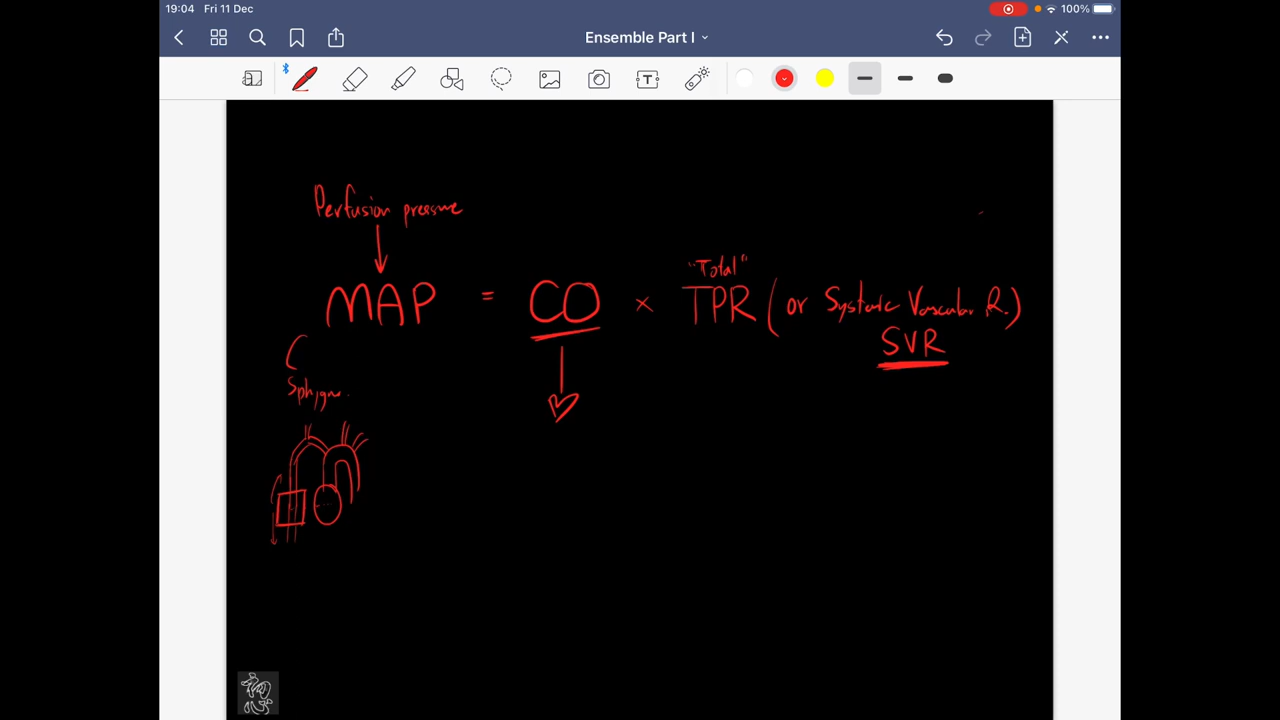 19:04 Fri 11 Dec
100%
Ensemble Part I
Perfusion pressure
"Total"
MAP = CO × TPR (or Systemic Vascular R.)
SVR
Sphygm.